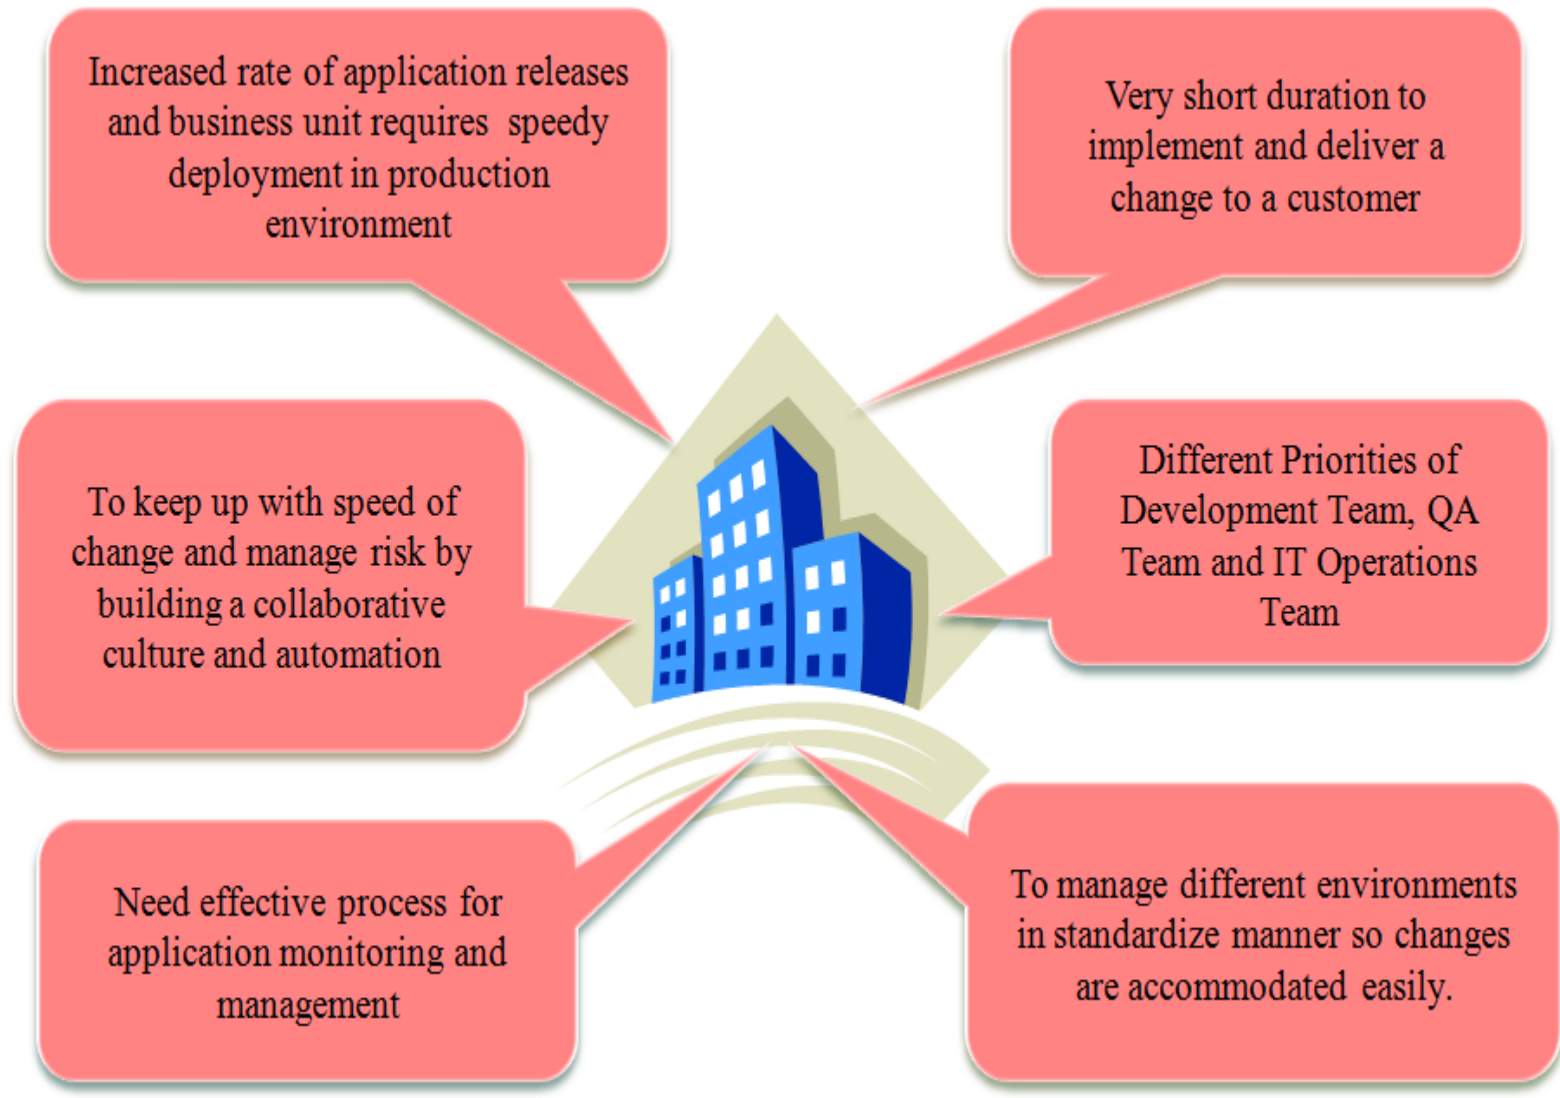 Increased rate of application releases
and business unit requires speedy
deployment in production
environment
Very short duration to
implement and deliver a
change to a customer
To keep up with speed of
change and manage risk by
building a collaborative
culture and automation
Different Priorities of
Development Team, QA
Team and IT Operations
Team
Need effective process for
application monitoring and
management
To manage different environments
in standardize manner so changes
are accommodated easily.